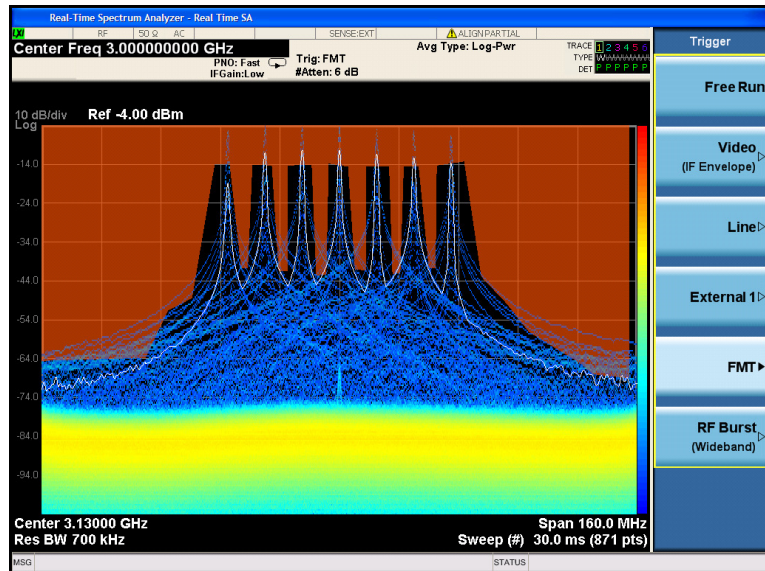 Real-Time Spectrum Analyzer - Real Time SA
LXI RF 50 Ω AC SENSE:EXT ALIGN PARTIAL
Center Freq 3.000000000 GHz
PNO: Fast
IFGain:Low
Trig: FMT
#Atten: 6 dB
Avg Type: Log-Pwr
TRACE 1 2 3 4 5 6
TYPE
DET P P P P P P
10 dB/div Ref -4.00 dBm
Log
-14.0
-24.0
-34.0
-44.0
-54.0
-64.0
-74.0
-84.0
-94.0
Center 3.13000 GHz Span 160.0 MHz
Res BW 700 kHz Sweep (#) 30.0 ms (871 pts)
MSG STATUS
Trigger
Free Run
Video
(IF Envelope)
Line
External 1
FMT
RF Burst
(Wideband)